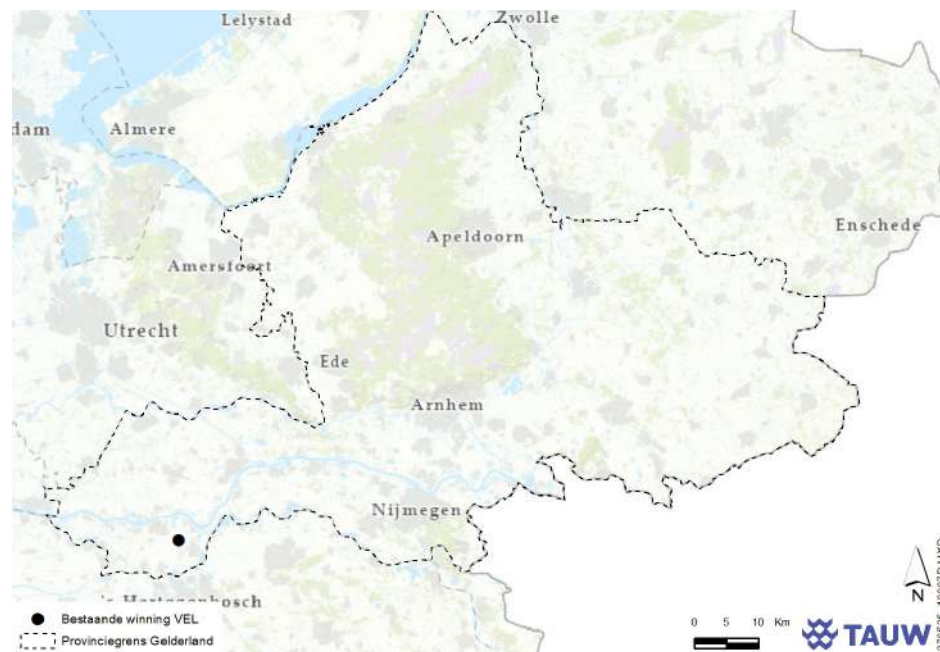 Lelystad
Zwolle
dam
Almere
Apeldoorn
Enschede
Amersfoort
Utrecht
Ede
Arnhem
Nijmegen
Bestaande winning VEL
Provinciegrens Gelderland
0 5 10 Km
N
TAUW